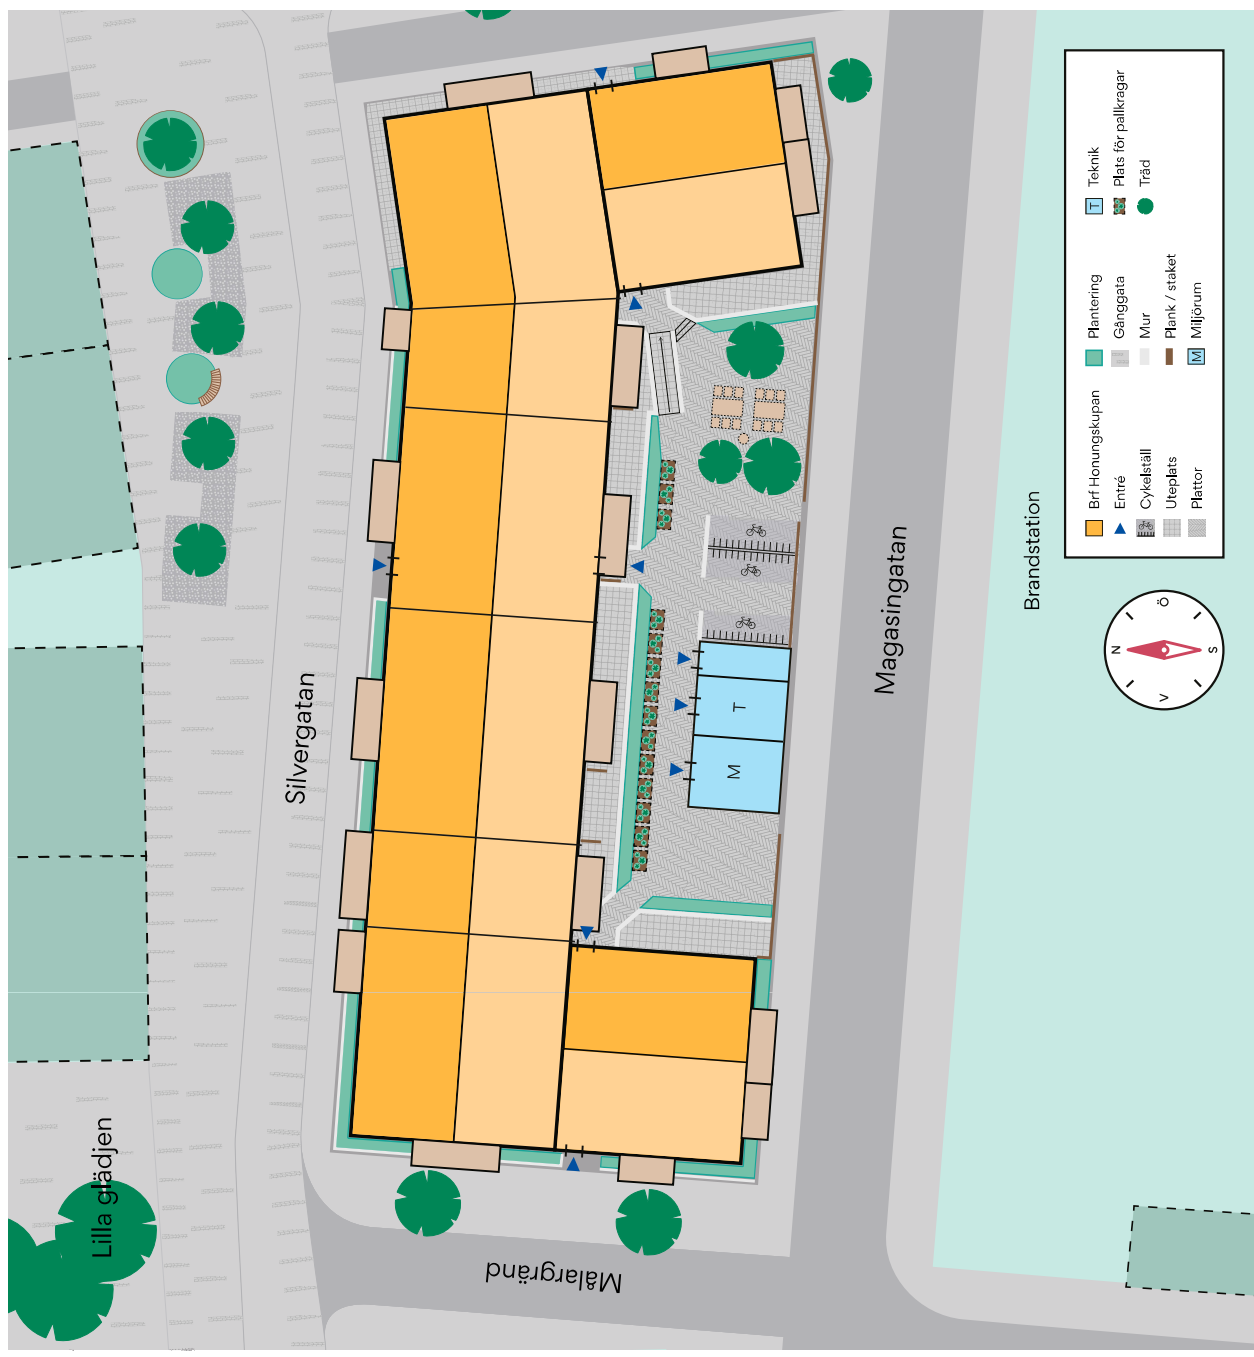 Lilla glädjen
Silvergatan
Målargränd
Magasingatan
Brandstation
M
T
Brf Honungskupan
Entré
Cykelställ
Uteplats
Plattor
Plantering
Gånggata
Mur
Plank / staket
M Miljörum
T Teknik
Plats för pallkragar
Träd
N
Ö
S
V